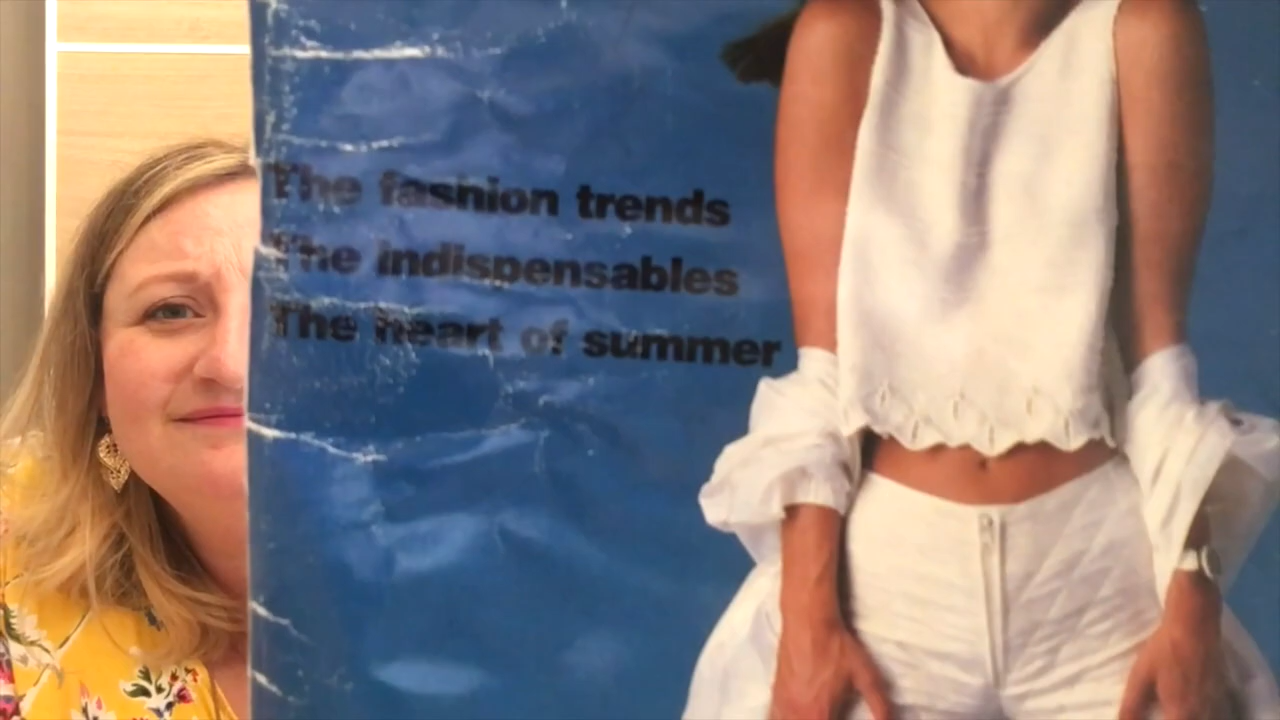 The fashion trends
The indispensables
The heart of summer